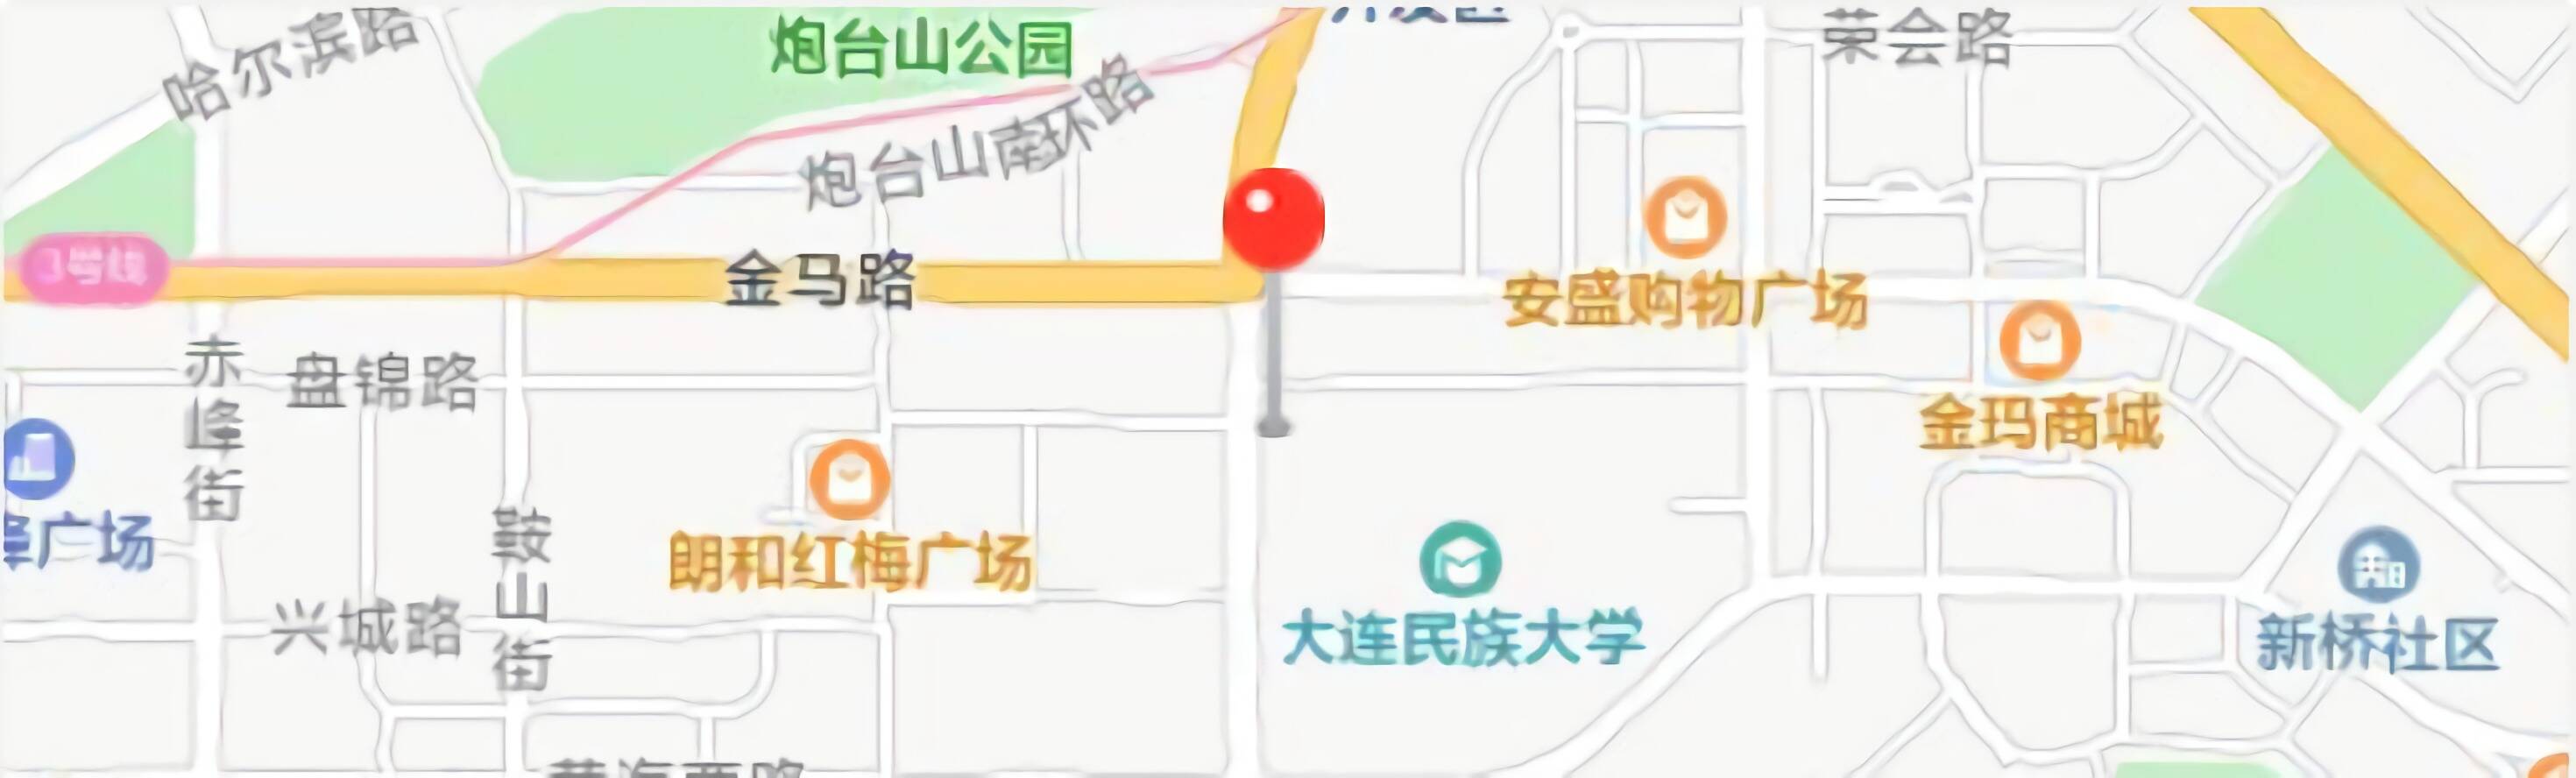 哈尔滨路
炮台山公园
荣会路
炮台山南环路
3号线
金马路
安盛购物广场
赤峰街
盘锦路
金玛商城
广场
鞍山街
朗和红梅广场
兴城路
大连民族大学
新桥社区